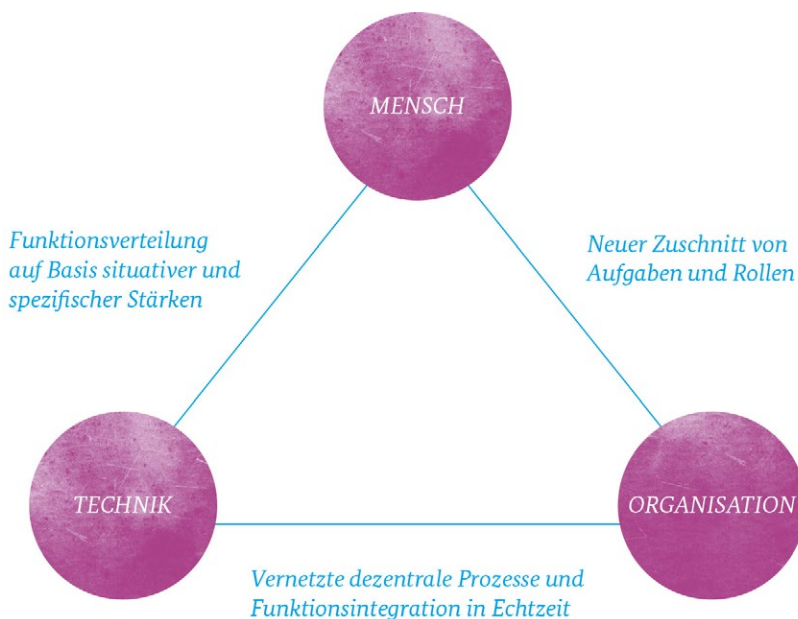 MENSCH
Funktionsverteilung
auf Basis situativer und
spezifischer Stärken
Neuer Zuschnitt von
Aufgaben und Rollen
TECHNIK
ORGANISATION
Vernetzte dezentrale Prozesse und
Funktionsintegration in Echtzeit